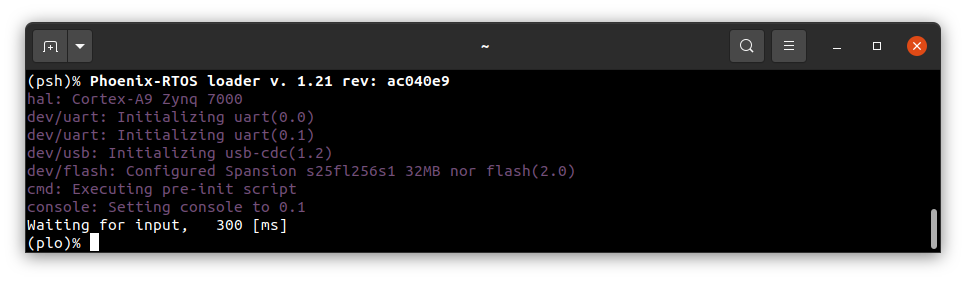 ~
(psh)% Phoenix-RTOS loader v. 1.21 rev: ac040e9
hal: Cortex-A9 Zynq 7000
dev/uart: Initializing uart(0.0)
dev/uart: Initializing uart(0.1)
dev/usb: Initializing usb-cdc(1.2)
dev/flash: Configured Spansion s25fl256s1 32MB nor flash(2.0)
cmd: Executing pre-init script
console: Setting console to 0.1
Waiting for input,   300 [ms]
(plo)%